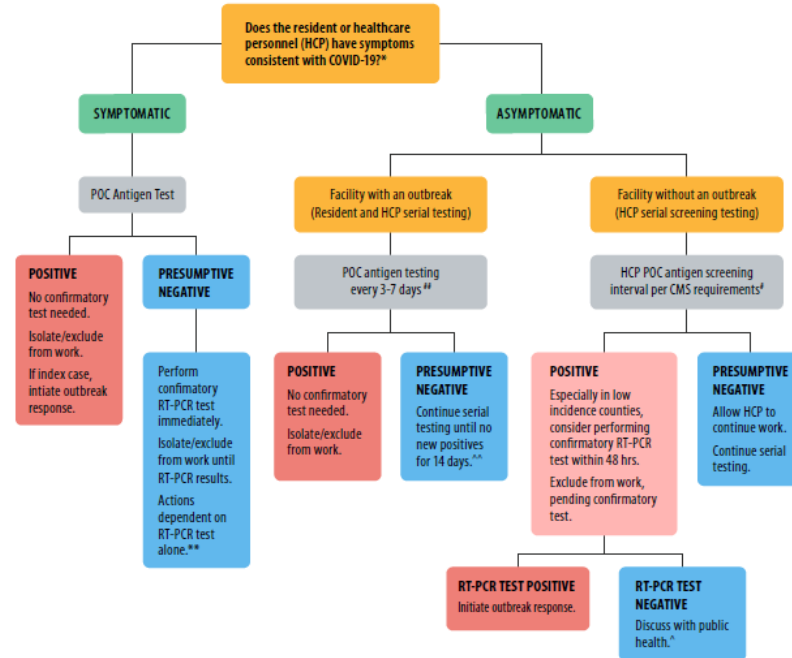 Does the resident or healthcare
personnel (HCP) have symptoms
consistent with COVID-19?*
SYMPTOMATIC
ASYMPTOMATIC
POC Antigen Test
Facility with an outbreak
(Resident and HCP serial testing)
Facility without an outbreak
(HCP serial screening testing)
POSITIVE
No confirmatory
test needed.
Isolate/exclude
from work.
If index case,
intiate outbreak
response.
PRESUMPTIVE
NEGATIVE
Perform
confirmatory
RT-PCR test
immediately.
Isolate/exclude
from work until
RT-PCR results.
Actions
dependent on
RT-PCR test
alone.**
POC antigen testing
every 3-7 days ##
HCP POC antigen screening
interval per CMS requirements#
POSITIVE
No confirmatory
test needed.
Isolate/exclude
from work.
PRESUMPTIVE
NEGATIVE
Continue serial
testing until no
new positives
for 14 days.^^
POSITIVE
Especially in low
incidence counties,
consider performing
confirmatory RT-PCR
test within 48 hrs.
Exclude from work,
pending confirmatory
test.
PRESUMPTIVE
NEGATIVE
Allow HCP to
continue work.
Continue serial
testing.
RT-PCR TEST POSITIVE
Initiate outbreak response.
RT-PCR TEST
NEGATIVE
Discuss with public
health.^